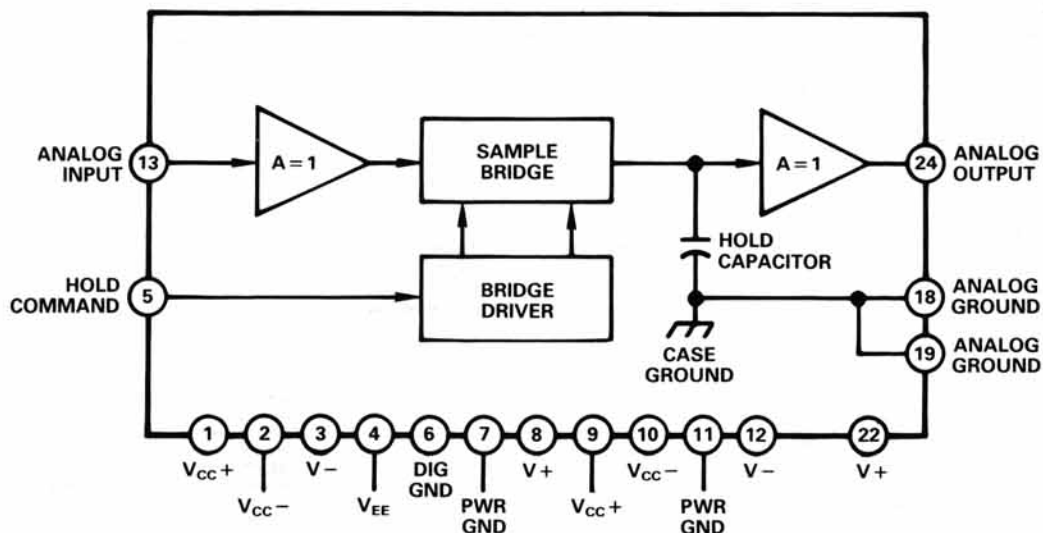 ANALOG
INPUT
13
A = 1
SAMPLE
BRIDGE
A = 1
24
ANALOG
OUTPUT
HOLD
CAPACITOR
HOLD
COMMAND
5
BRIDGE
DRIVER
CASE
GROUND
18
ANALOG
GROUND
19
ANALOG
GROUND
1
2
3
4
6
7
8
9
10
11
12
22
VCC+
VCC−
V−
VEE
DIG
GND
PWR
GND
V+
VCC+
VCC−
PWR
GND
V−
V+